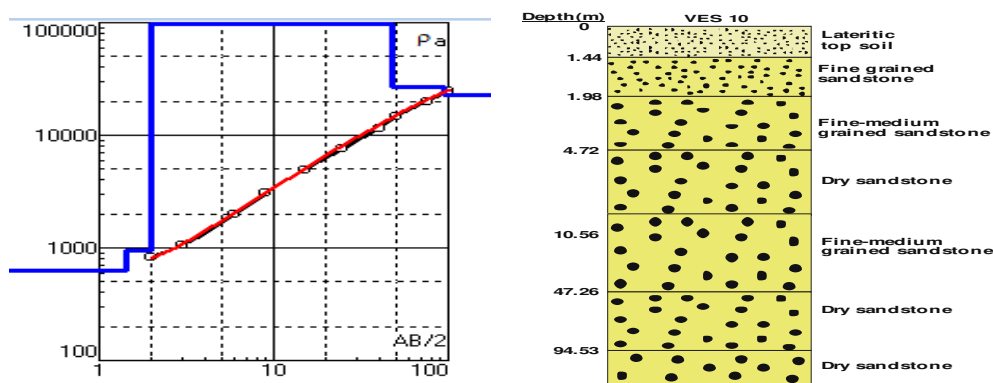 100000
Pa
10000
1000
100
AB/2
1
10
100
Depth(m)
VES 10
0
Lateritic
top soil
1.44
Fine grained
sandstone
1.98
Fine-medium
grained sandstone
4.72
Dry sandstone
10.56
Fine-medium
grained sandstone
47.26
Dry sandstone
94.53
Dry sandstone